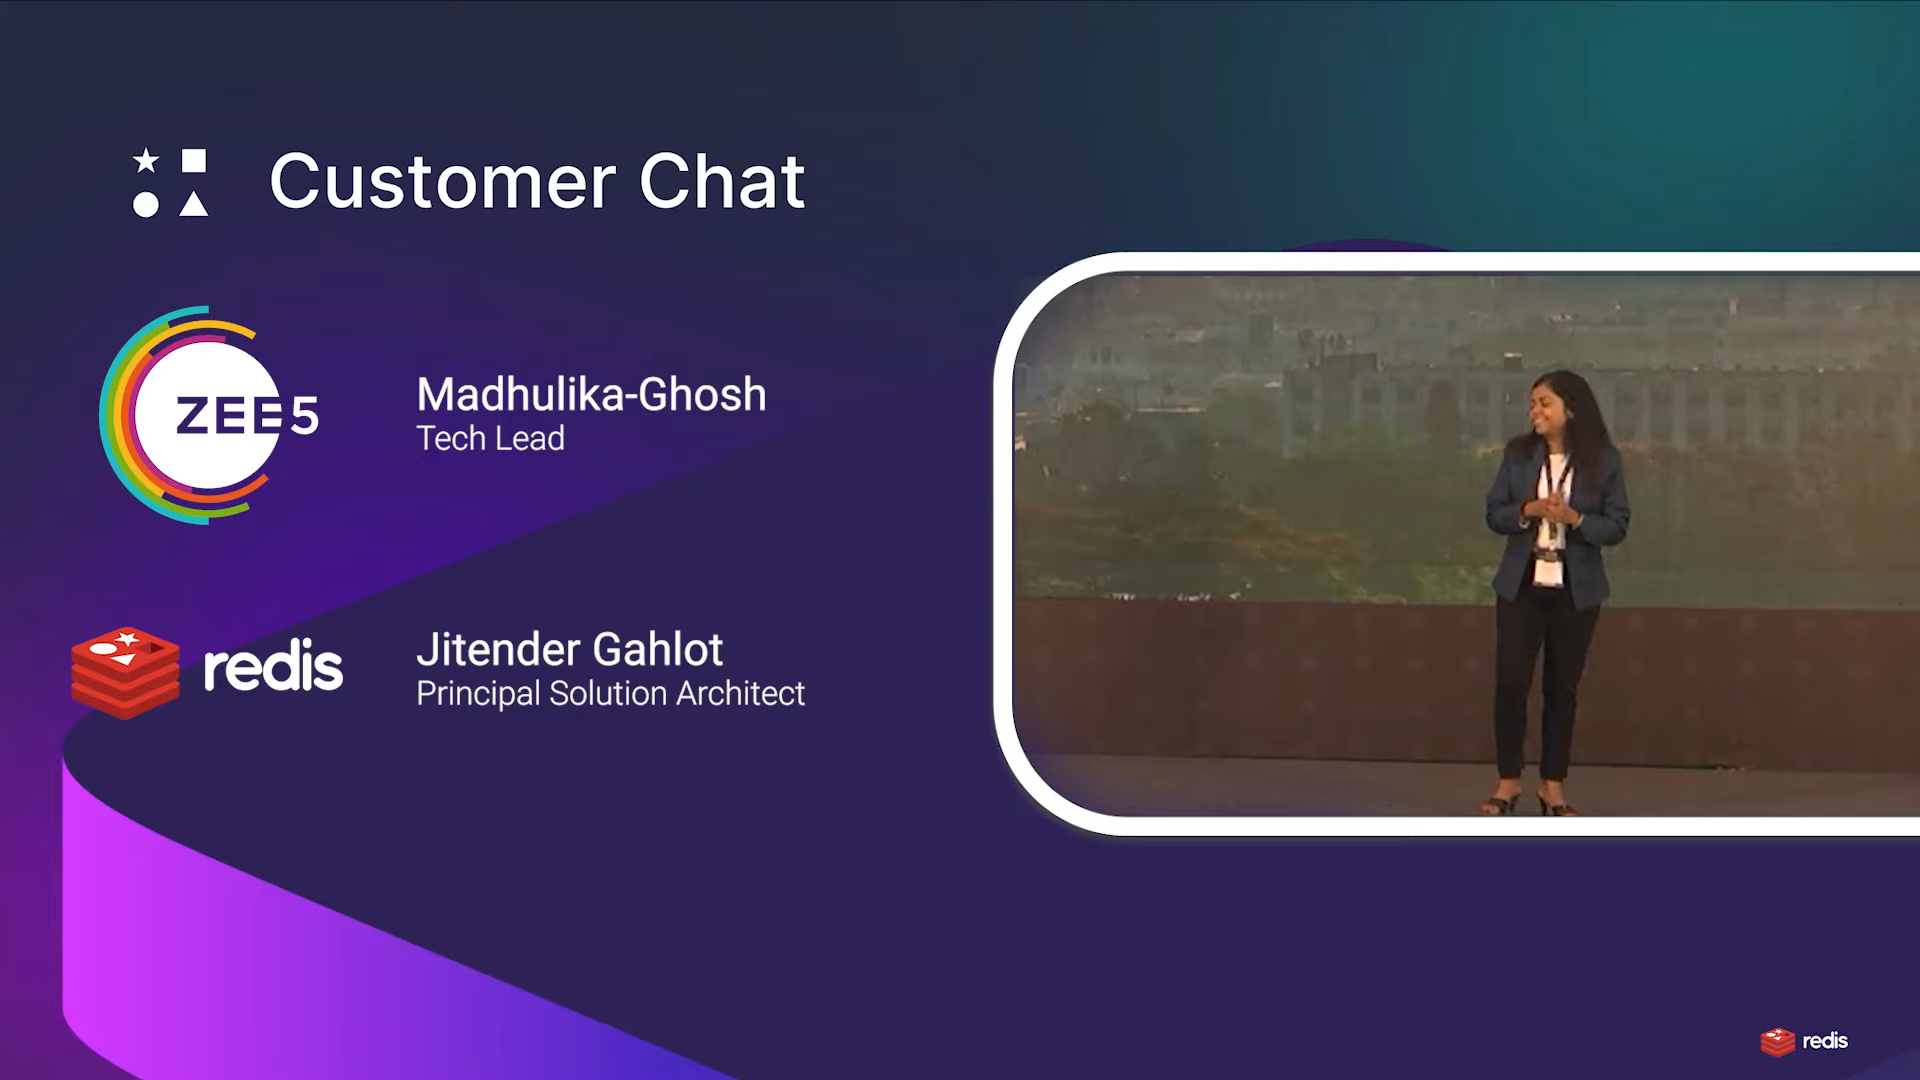 Customer Chat
ZEE5
Madhulika-Ghosh
Tech Lead
redis
Jitender Gahlot
Principal Solution Architect
redis